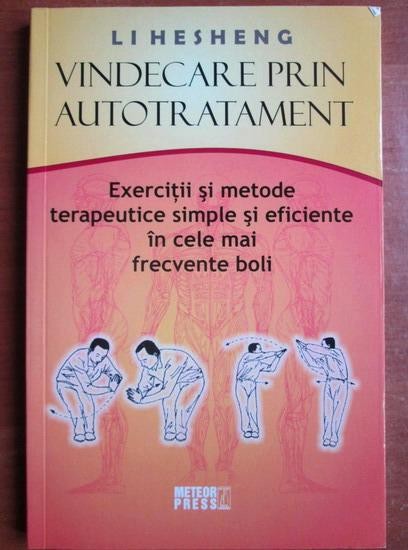 LI HESHENG
VINDECARE PRIN
AUTOTRATAMENT
Exerciții și metode
terapeutice simple și eficiente
în cele mai
frecvente boli
METEOR
PRESS